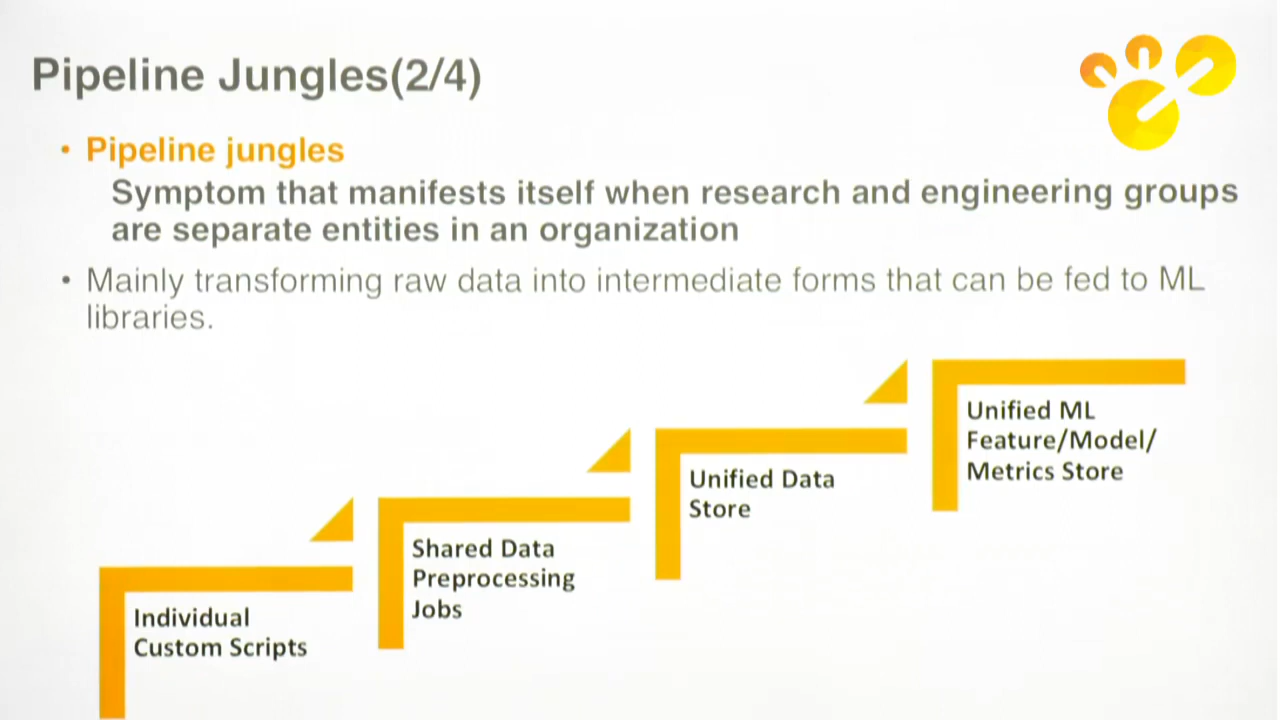 Pipeline Jungles(2/4)
• Pipeline jungles
Symptom that manifests itself when research and engineering groups
are separate entities in an organization
• Mainly transforming raw data into intermediate forms that can be fed to ML
libraries.
Individual
Custom Scripts
Shared Data
Preprocessing
Jobs
Unified Data
Store
Unified ML
Feature/Model/
Metrics Store